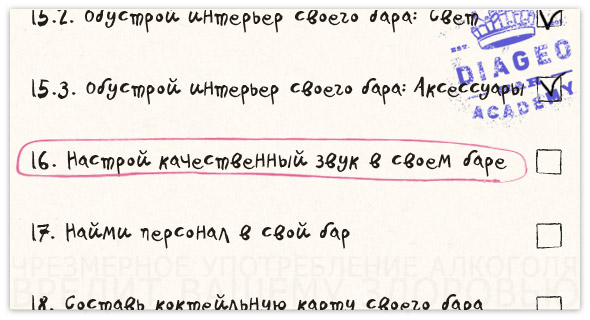 15.2. Обустрой интерьер своего бара: Свет
DIAGEO
BAR
ACADEMY
15.3. Обустрой интерьер своего бара: Аксессуары
16. Настрой качественный звук в своем баре
17. Найми персонал в свой бар
ЧРЕЗМЕРНОЕ УПОТРЕБЛЕНИЕ АЛКОГОЛЯ
ВРЕДИТ ВАШЕМУ ЗДОРОВЬЮ
18. Составь коктейльную карту своего бара